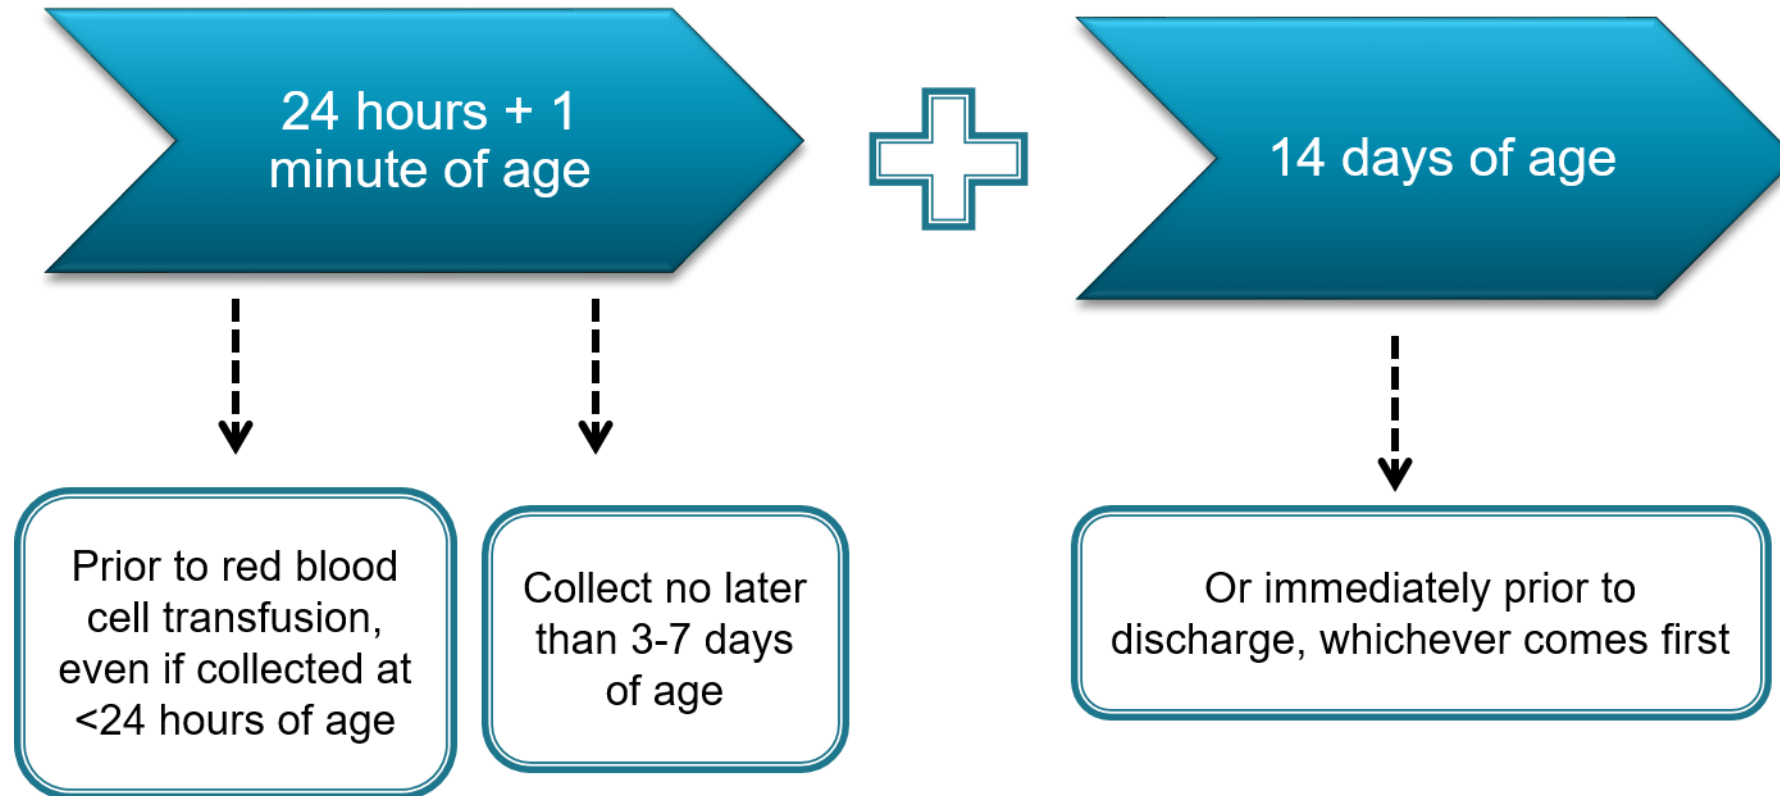 24 hours + 1
minute of age
14 days of age
Prior to red blood
cell transfusion,
even if collected at
<24 hours of age
Collect no later
than 3-7 days
of age
Or immediately prior to
discharge, whichever comes first